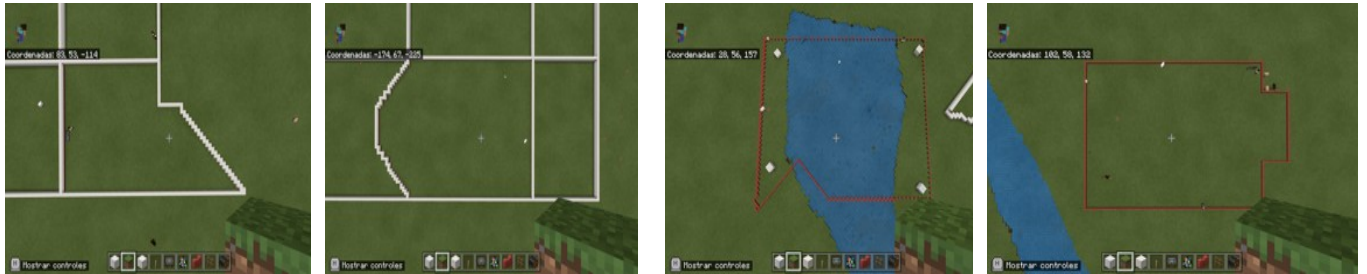 Coordenadas: 83, 53, -114
Mostrar controles
Coordenadas: -174, 67, -225
Mostrar controles
Coordenadas: 28, 56, 157
Mostrar controles
Coordenadas: 102, 58, 132
Mostrar controles